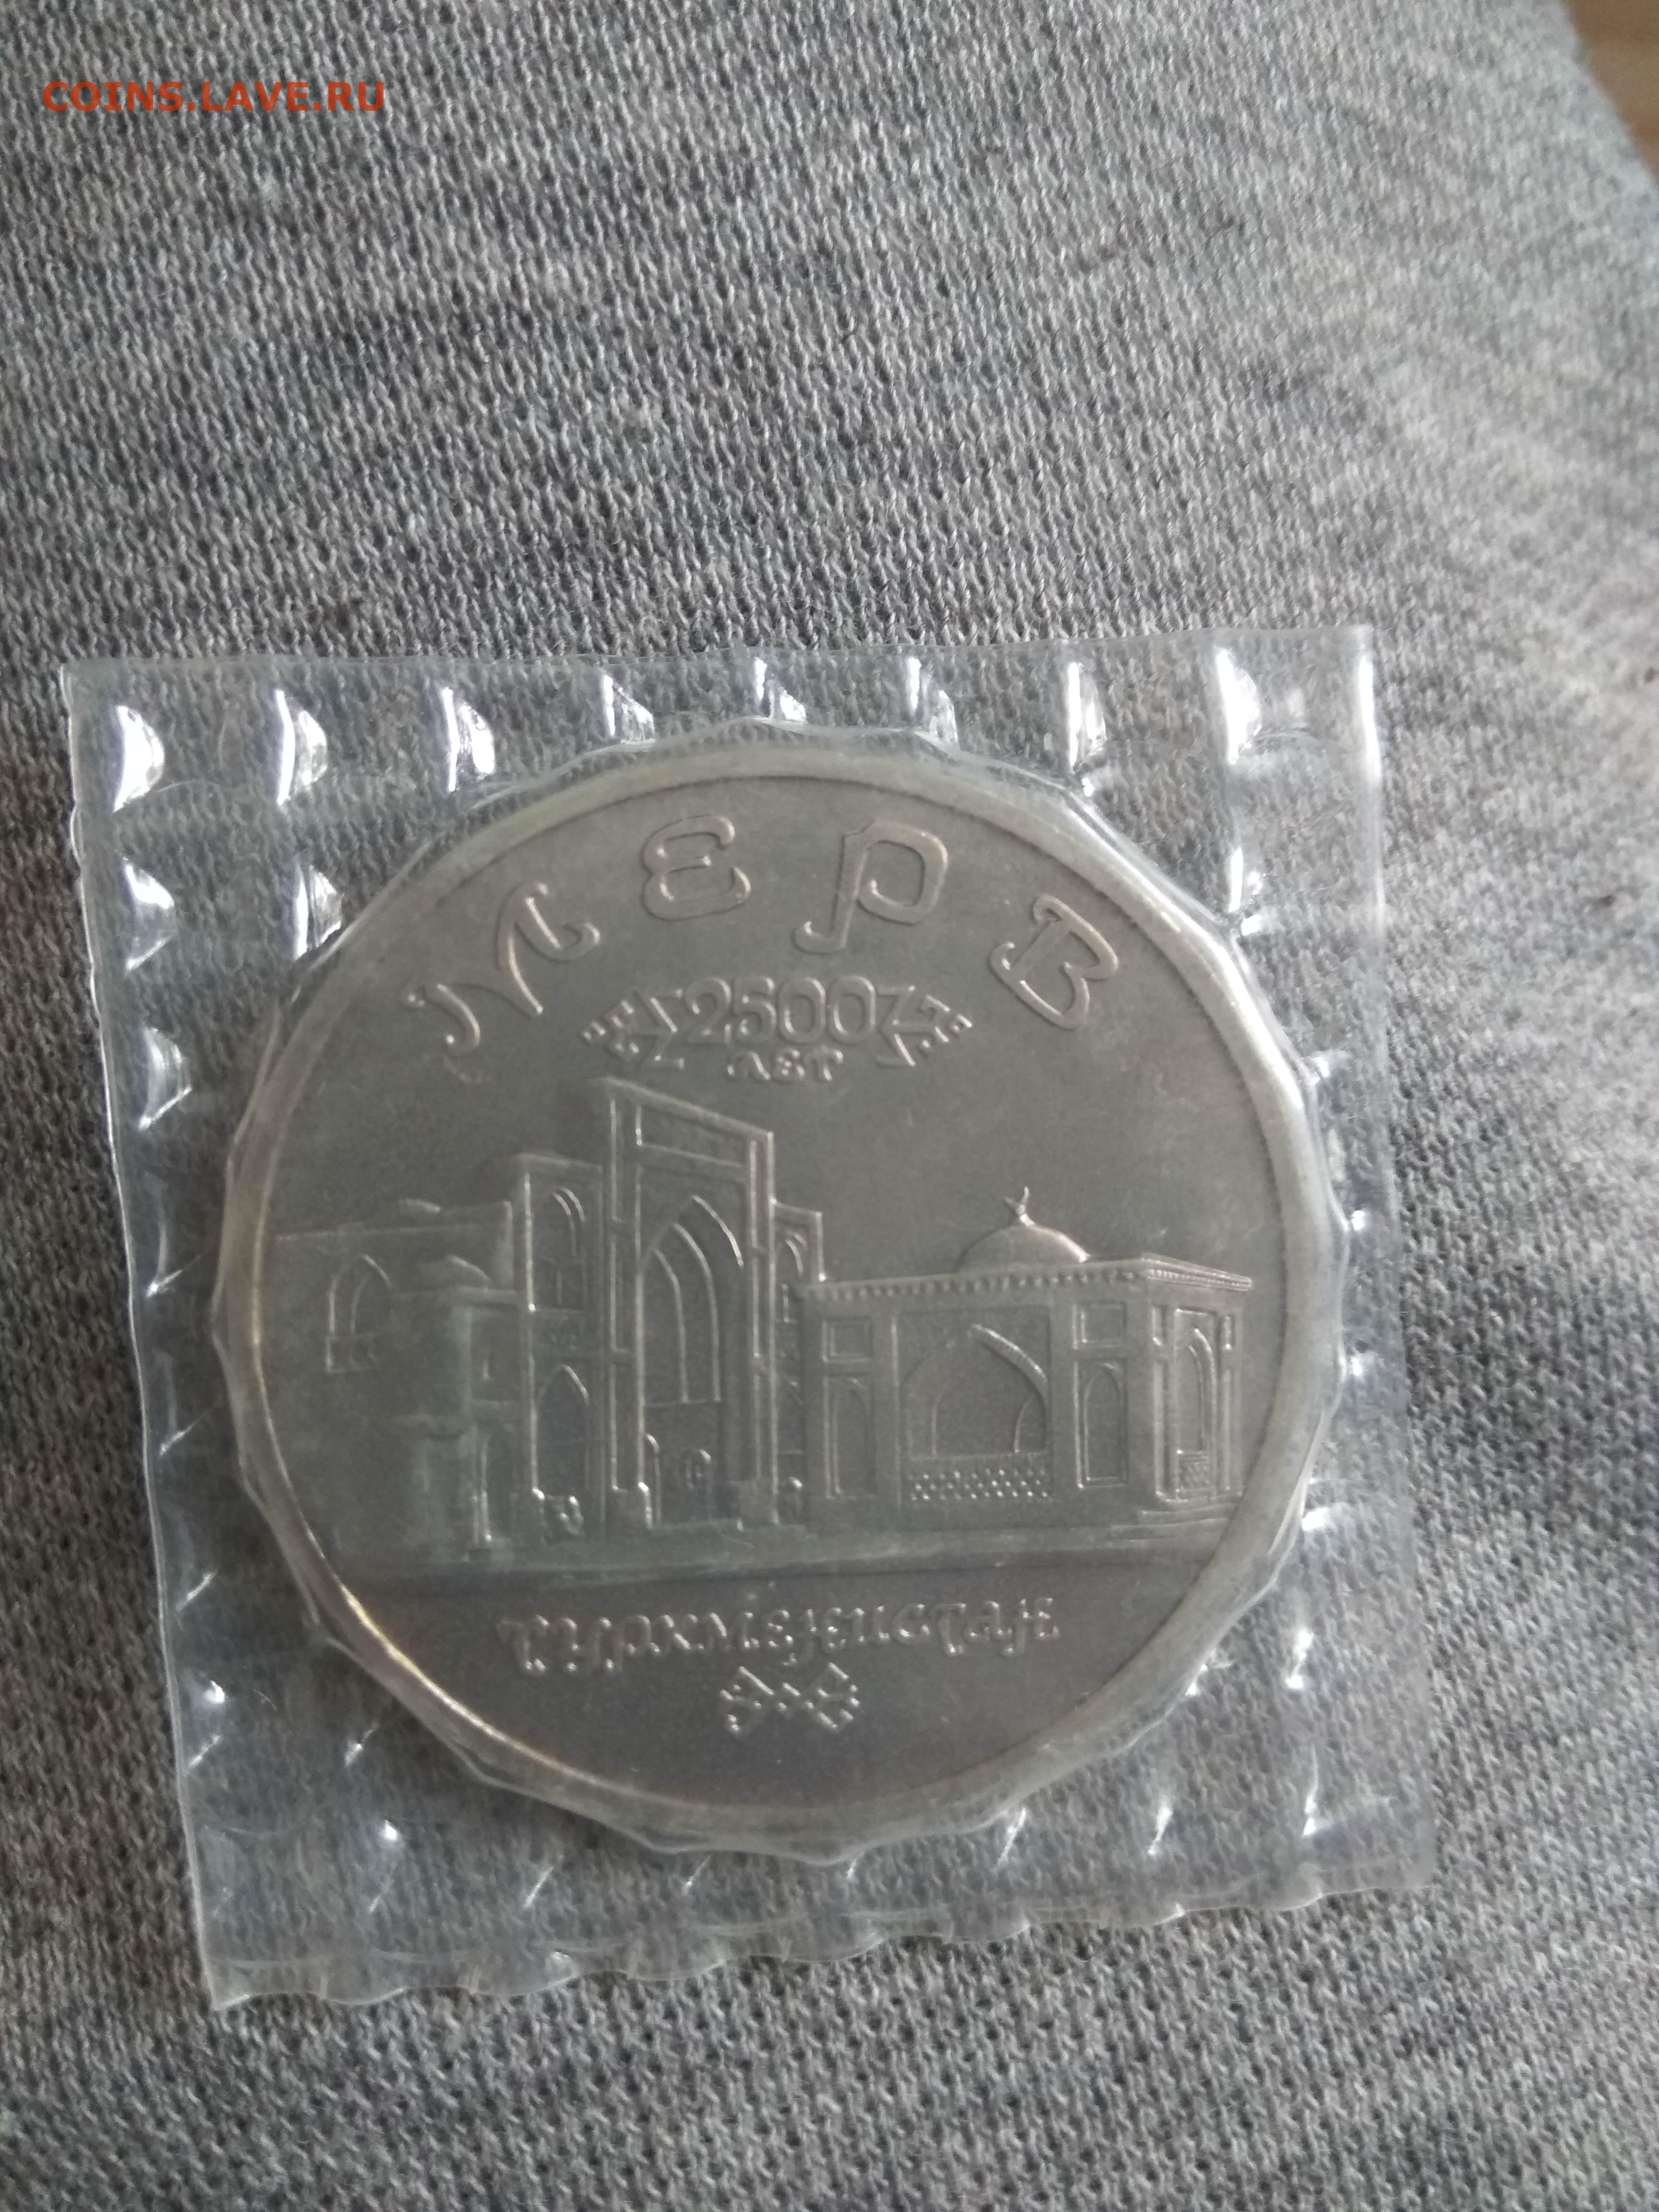 COINS.LAVE.RU
МЕРВ
2500
ЛЕТ
ТУРКМЕНИСТАН